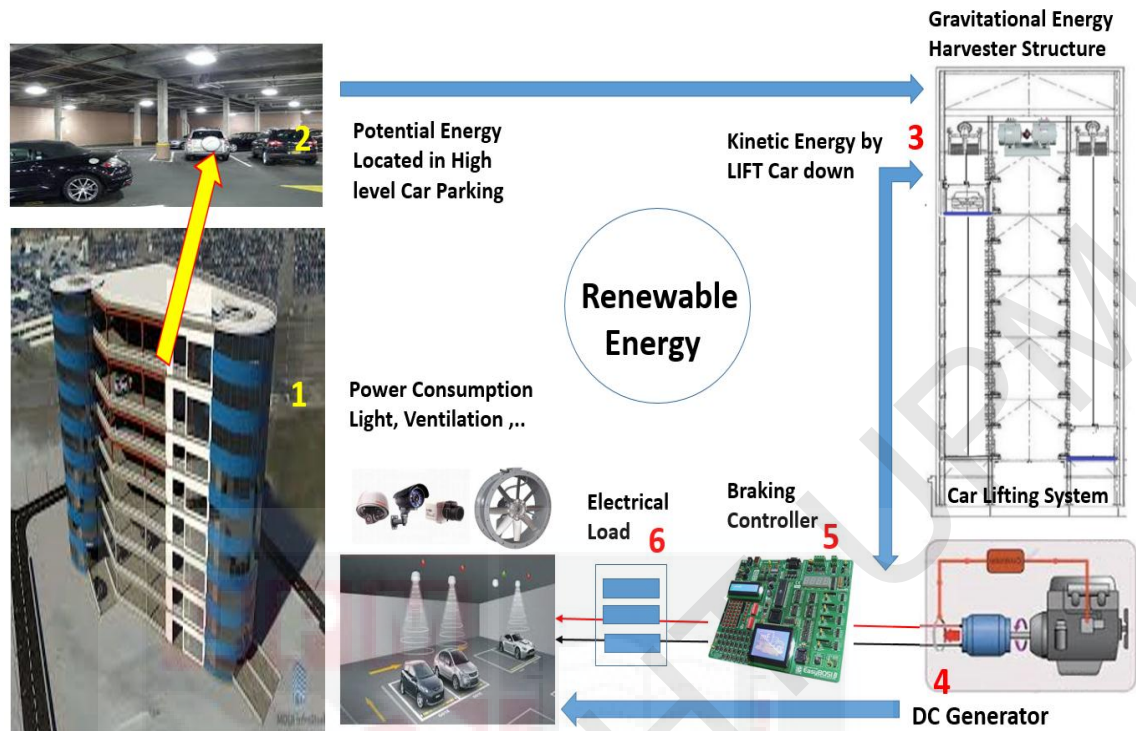 Gravitational Energy
Harvester Structure
2
Potential Energy
Located in High
level Car Parking
Kinetic Energy by
LIFT Car down
3
Renewable
Energy
1
Power Consumption
Light, Ventilation ,..
Car Lifting System
Electrical
Load
6
Braking
Controller
5
4
DC Generator
UPM